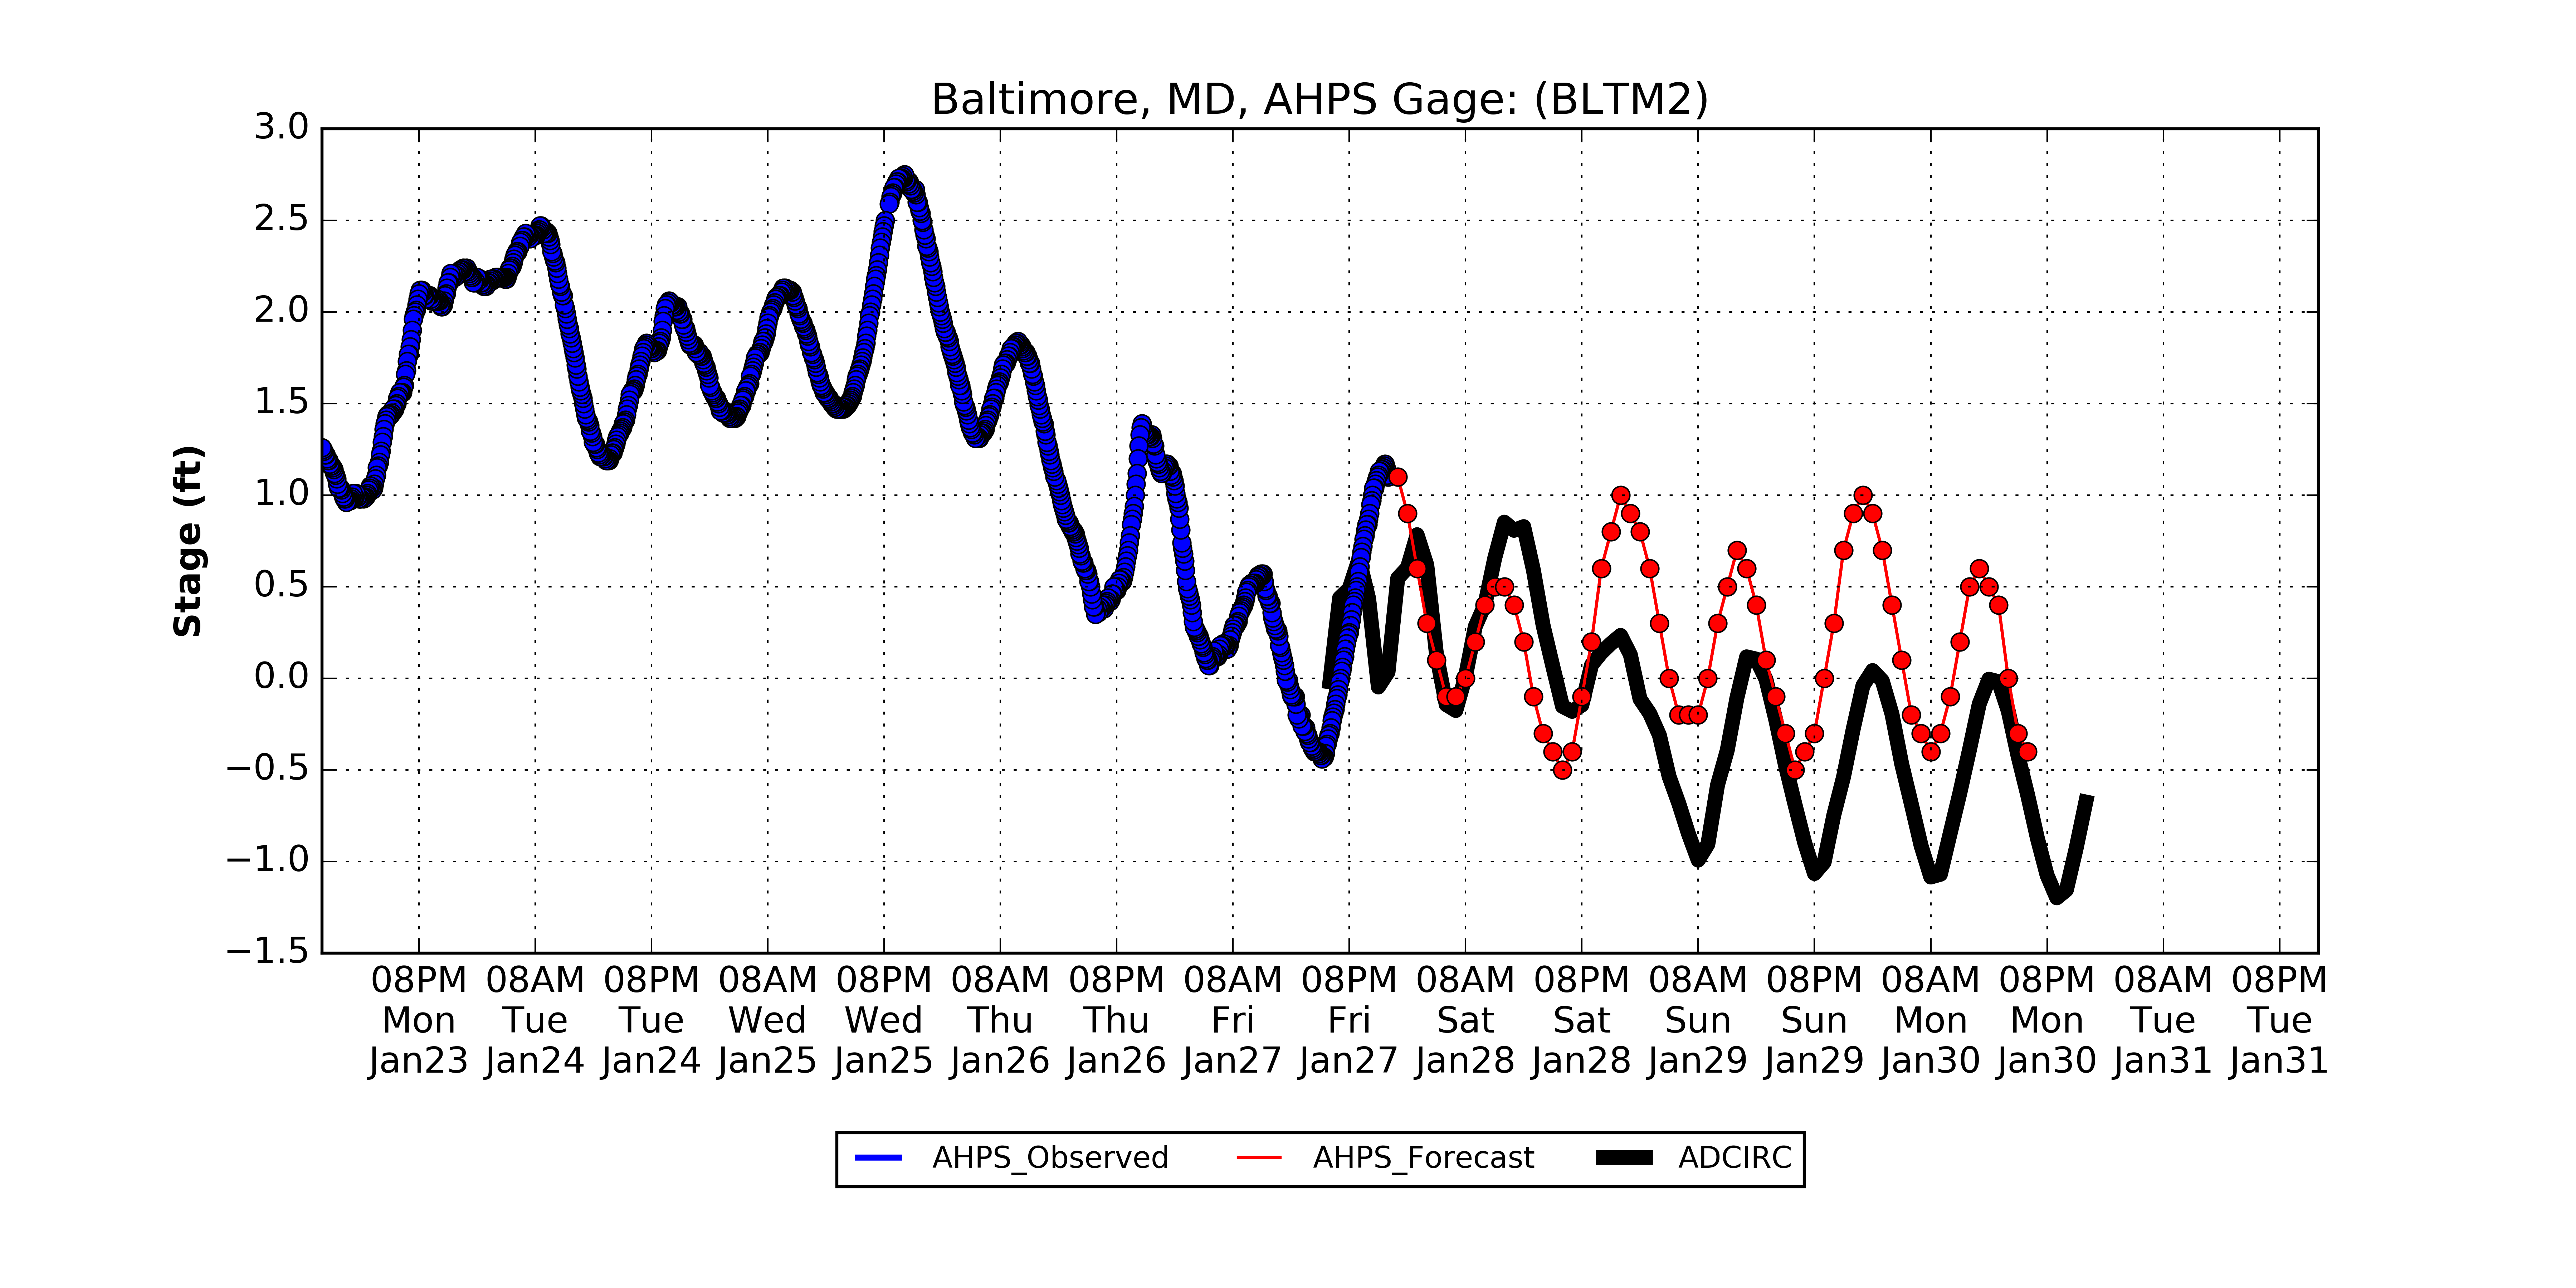 Baltimore, MD, AHPS Gage: (BLTM2)
3.0
2.5
2.0
1.5
1.0
0.5
0.0
−0.5
−1.0
−1.5
Stage (ft)
08PM 08AM 08PM 08AM 08PM 08AM 08PM 08AM 08PM 08AM 08PM 08AM 08PM 08AM 08PM 08AM 08PM
Mon Tue Tue Wed Wed Thu Thu Fri Fri Sat Sat Sun Sun Mon Mon Tue Tue
Jan23 Jan24 Jan24 Jan25 Jan25 Jan26 Jan26 Jan27 Jan27 Jan28 Jan28 Jan29 Jan29 Jan30 Jan30 Jan31 Jan31
AHPS_Observed AHPS_Forecast ADCIRC